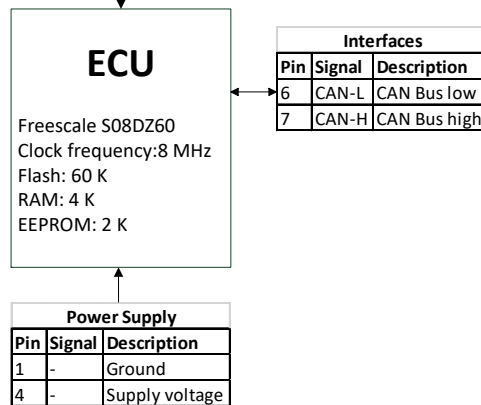 ECU
Freescale S08DZ60
Clock frequency:8 MHz
Flash: 60 K
RAM: 4 K
EEPROM: 2 K
Interfaces
Pin Signal Description
6 CAN-L CAN Bus low
7 CAN-H CAN Bus high
Power Supply
Pin Signal Description
1 - Ground
4 - Supply voltage